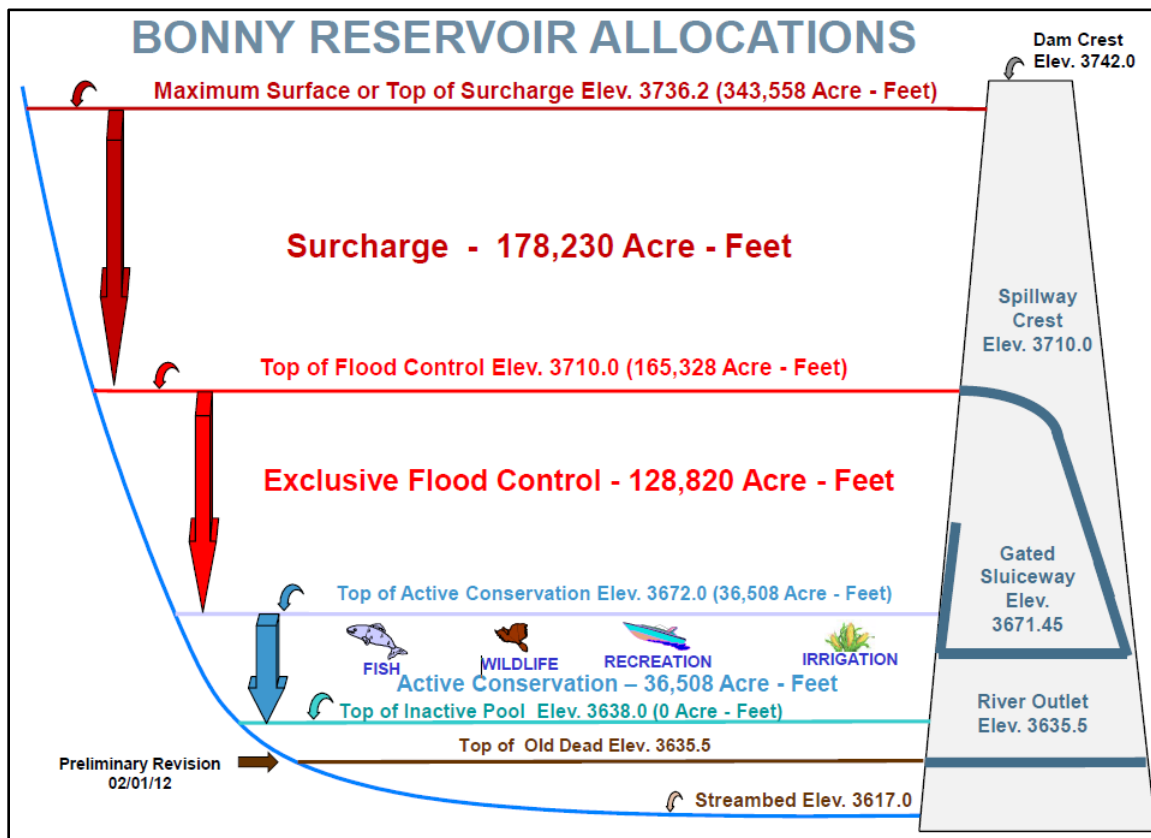 BONNY RESERVOIR ALLOCATIONS
Dam Crest
Elev. 3742.0
Maximum Surface or Top of Surcharge Elev. 3736.2 (343,558 Acre - Feet)
Surcharge - 178,230 Acre - Feet
Spillway
Crest
Elev. 3710.0
Top of Flood Control Elev. 3710.0 (165,328 Acre - Feet)
Exclusive Flood Control - 128,820 Acre - Feet
Gated
Sluiceway
Elev.
3671.45
Top of Active Conservation Elev. 3672.0 (36,508 Acre - Feet)
FISH
WILDLIFE
RECREATION
IRRIGATION
Active Conservation – 36,508 Acre - Feet
River Outlet
Elev. 3635.5
Top of Inactive Pool Elev. 3638.0 (0 Acre - Feet)
Top of Old Dead Elev. 3635.5
Preliminary Revision
02/01/12
Streambed Elev. 3617.0